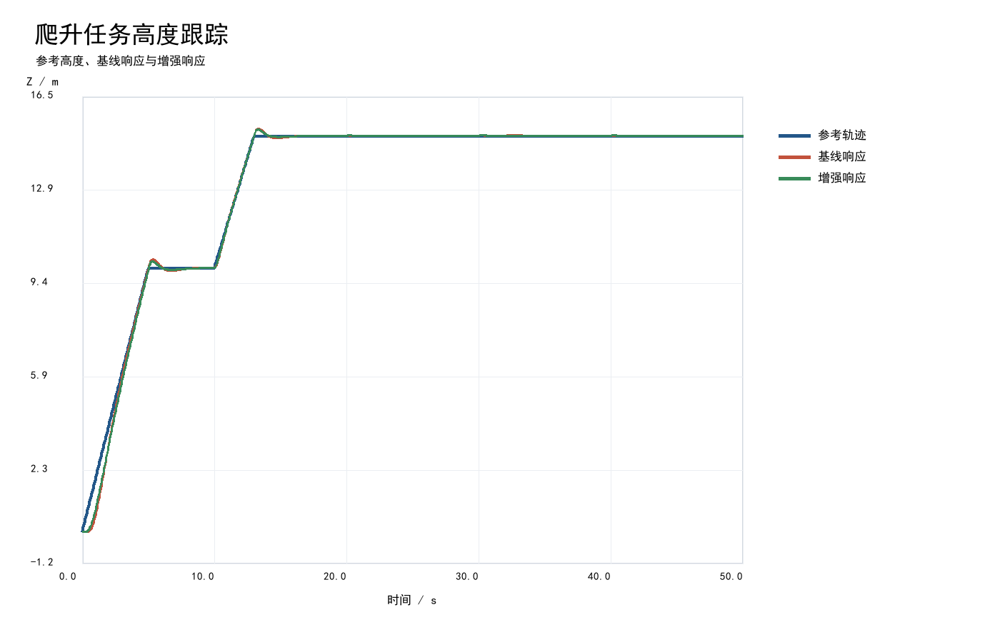 爬升任务高度跟踪
参考高度、基线响应与增强响应
Z / m
16.5
12.9
9.4
5.9
2.3
-1.2
0.0 10.0 20.0 30.0 40.0 50.0
时间 / s
参考轨迹
基线响应
增强响应